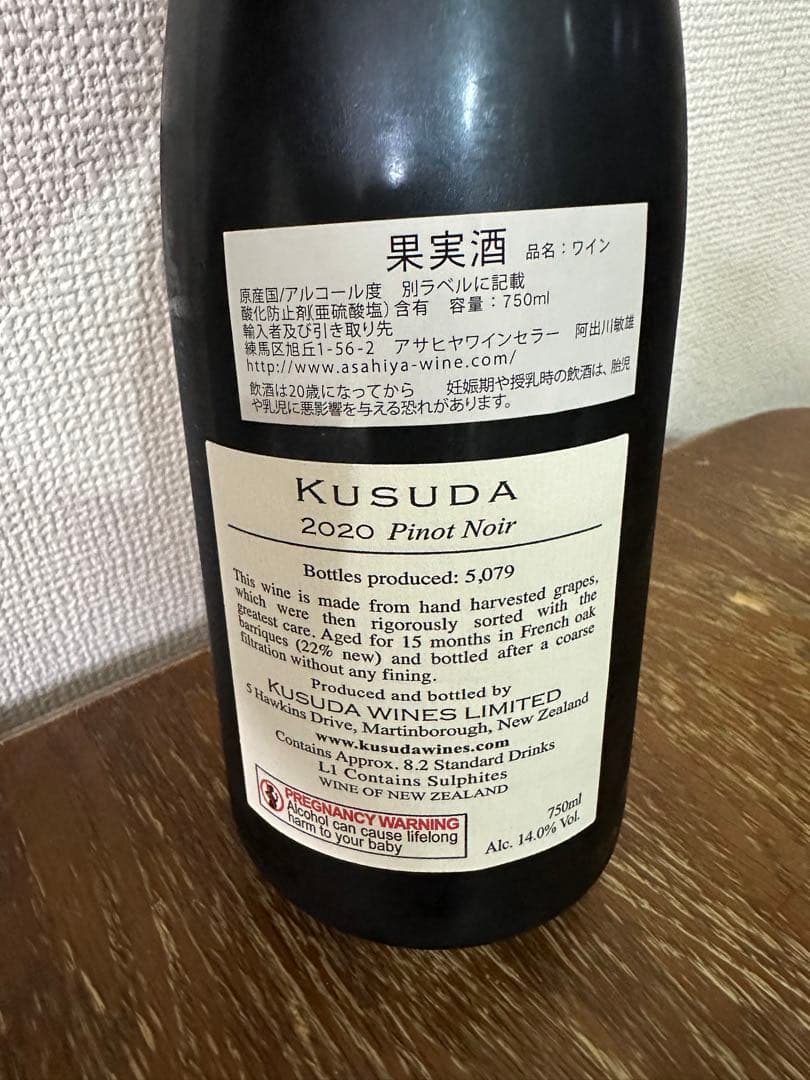 果実酒 品名：ワイン
原産国/アルコール度 別ラベルに記載
酸化防止剤(亜硫酸塩)含有 容量：750ml
輸入者及び引き取り先
練馬区旭丘1-56-2 アサヒヤワインセラー 阿出川敏雄
http://www.asahiya-wine.com/
飲酒は20歳になってから 妊娠期や授乳時の飲酒は、胎児
や乳児に悪影響を与える恐れがあります。
KUSUDA
2020 Pinot Noir
Bottles produced: 5,079
This wine is made from hand harvested grapes,
which were then rigorously sorted with the
greatest care. Aged for 15 months in French oak
barriques (22% new) and bottled after a coarse
filtration without any fining.
Produced and bottled by
KUSUDA WINES LIMITED
5 Hawkins Drive, Martinborough, New Zealand
www.kusudawines.com
Contains Approx. 8.2 Standard Drinks
L1 Contains Sulphites
WINE OF NEW ZEALAND
PREGNANCY WARNING
Alcohol can cause lifelong
harm to your baby
750ml
Alc. 14.0% Vol.